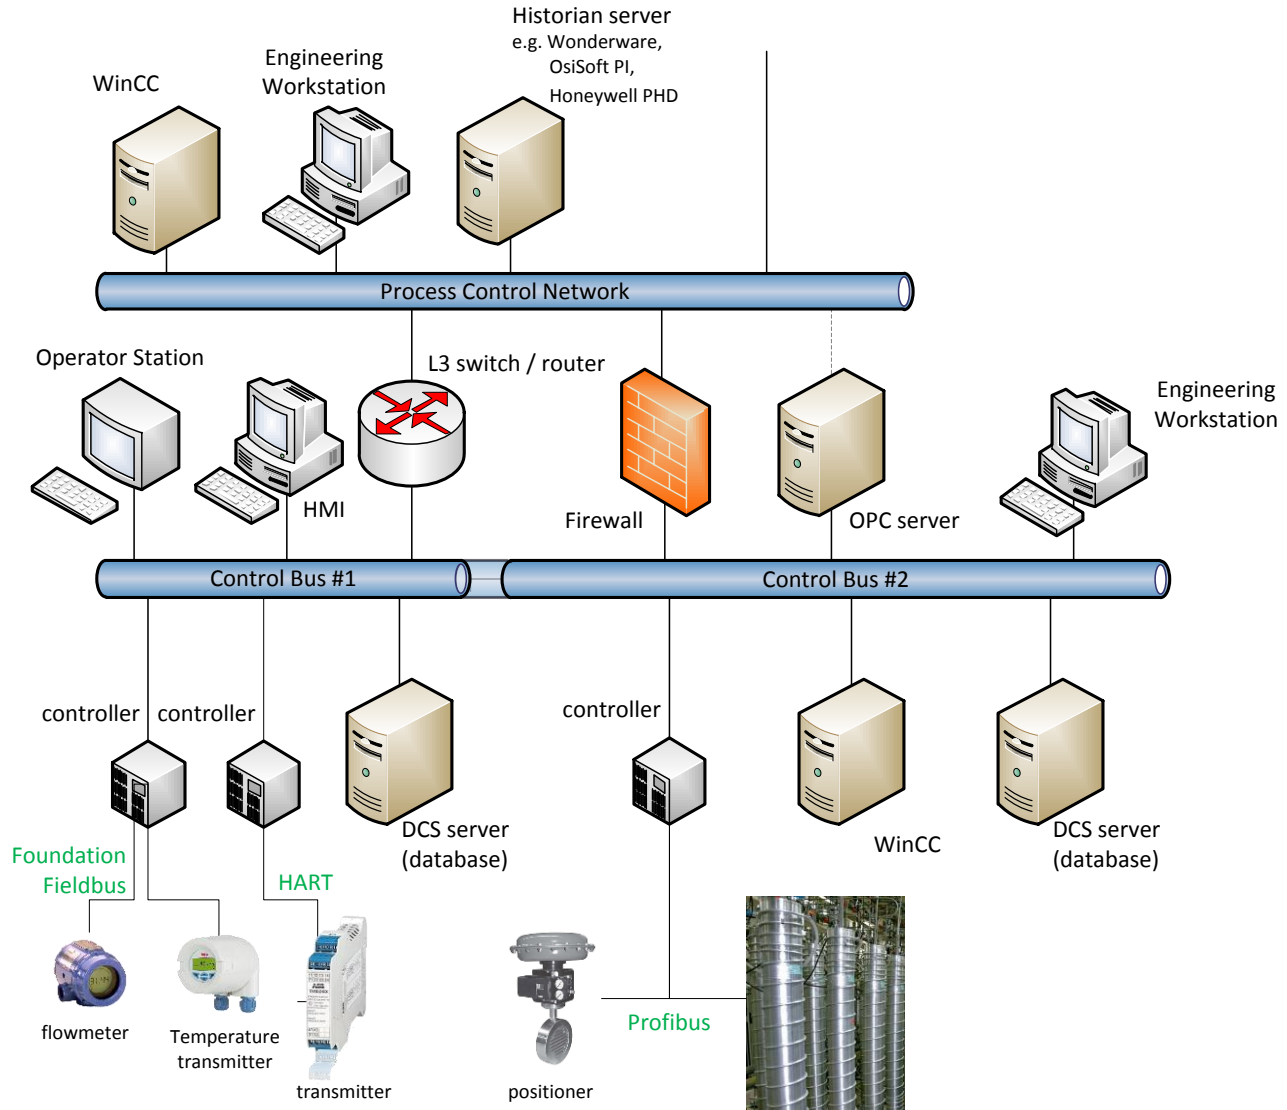 Historian server
e.g. Wonderware,
OsiSoft PI,
Honeywell PHD
Engineering
Workstation
WinCC
Process Control Network
Operator Station
L3 switch / router
Engineering
Workstation
HMI
Firewall
OPC server
Control Bus #1
Control Bus #2
controller
controller
controller
DCS server
(database)
WinCC
DCS server
(database)
Foundation
Fieldbus
HART
flowmeter
Temperature
transmitter
transmitter
positioner
Profibus